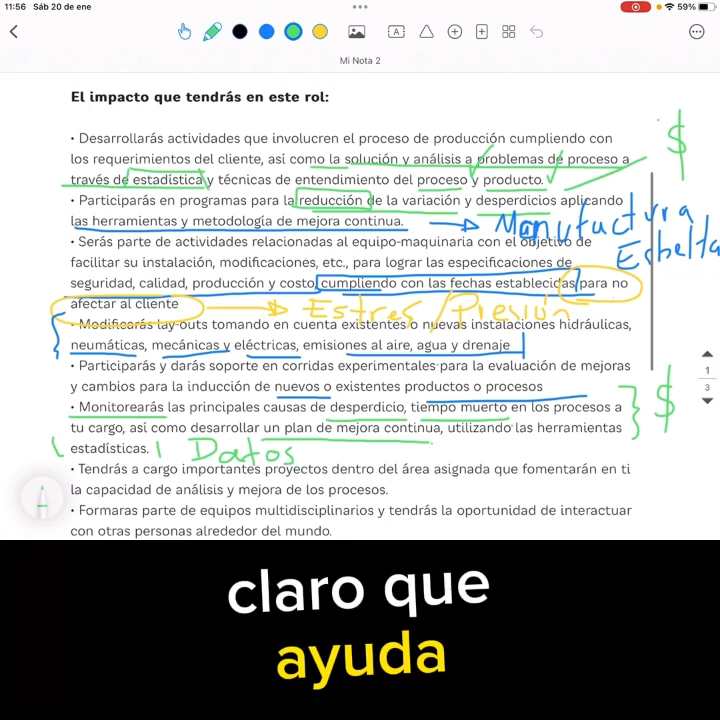 11:56 Sáb 20 de ene
59%
A
Mi Nota 2
El impacto que tendrás en este rol:
• Desarrollarás actividades que involucren el proceso de producción cumpliendo con
los requerimientos del cliente, así como la solución y análisis a problemas de proceso a
través de estadística y técnicas de entendimiento del proceso y producto.
$
• Participarás en programas para la reducción de la variación y desperdicios aplicando
las herramientas y metodología de mejora continua.
Manufactura
Esbelta
• Serás parte de actividades relacionadas al equipo-maquinaria con el objetivo de
facilitar su instalación, modificaciones, etc., para lograr las especificaciones de
seguridad, calidad, producción y costo, cumpliendo con las fechas establecidas para no
afectar al cliente
Estres/Presión
• Modificarás lay-outs tomando en cuenta existentes o nuevas instalaciones hidráulicas,
neumáticas, mecánicas y eléctricas, emisiones al aire, agua y drenaje
1
3
• Participarás y darás soporte en corridas experimentales para la evaluación de mejoras
y cambios para la inducción de nuevos o existentes productos o procesos
• Monitorearás las principales causas de desperdicio, tiempo muerto en los procesos a
tu cargo, así como desarrollar un plan de mejora continua, utilizando las herramientas
estadísticas.
$
Datos
• Tendrás a cargo importantes proyectos dentro del área asignada que fomentarán en ti
la capacidad de análisis y mejora de los procesos.
• Formaras parte de equipos multidisciplinarios y tendrás la oportunidad de interactuar
con otras personas alrededor del mundo.
claro que
ayuda